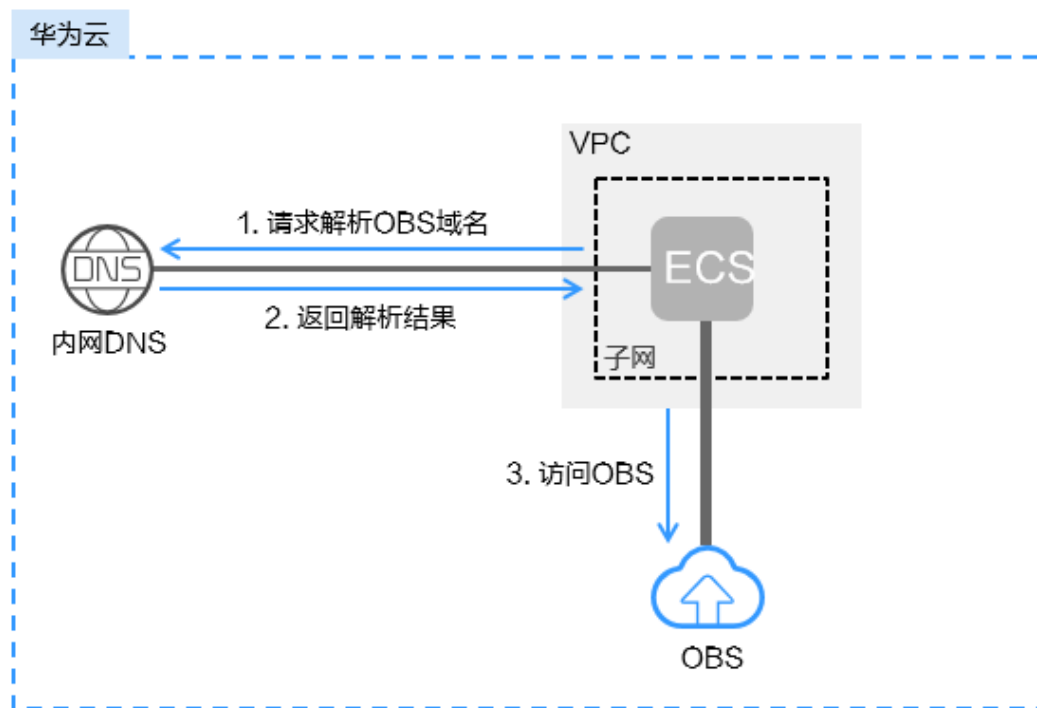 华为云
VPC
1. 请求解析OBS域名
DNS
ECS
2. 返回解析结果
内网DNS
子网
3. 访问OBS
OBS